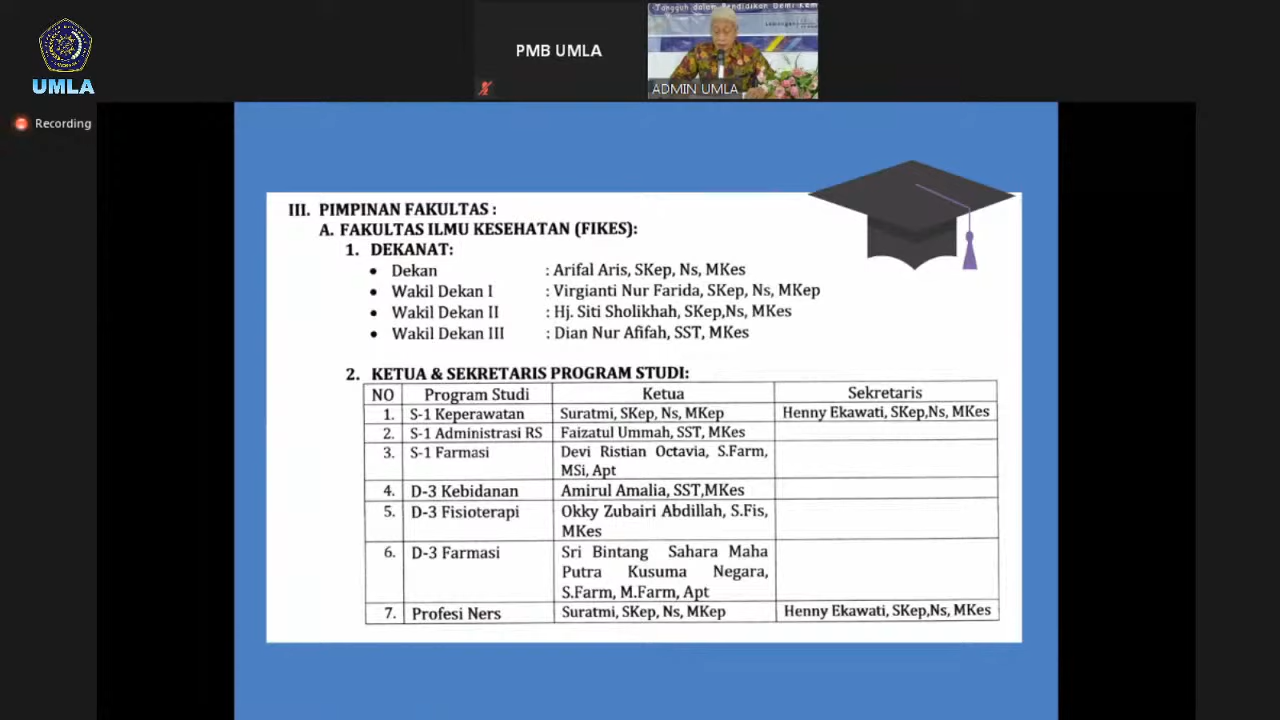 UMLA
PMB UMLA
Tangguh dalam Pendidikan
ADMIN UMLA
Recording
III. PIMPINAN FAKULTAS :
A. FAKULTAS ILMU KESEHATAN (FIKES):
1. DEKANAT:
• Dekan : Arifal Aris, SKep, Ns, MKes
• Wakil Dekan I : Virgianti Nur Farida, SKep, Ns, MKep
• Wakil Dekan II : Hj. Siti Sholikhah, SKep,Ns, MKes
• Wakil Dekan III : Dian Nur Afifah, SST, MKes
2. KETUA & SEKRETARIS PROGRAM STUDI:
NO Program Studi Ketua Sekretaris
1. S-1 Keperawatan Suratmi, SKep, Ns, MKep Henny Ekawati, SKep,Ns, MKes
2. S-1 Administrasi RS Faizatul Ummah, SST, MKes
3. S-1 Farmasi Devi Ristian Octavia, S.Farm,
MSi, Apt
4. D-3 Kebidanan Amirul Amalia, SST,MKes
5. D-3 Fisioterapi Okky Zubairi Abdillah, S.Fis,
MKes
6. D-3 Farmasi Sri Bintang Sahara Maha
Putra Kusuma Negara,
S.Farm, M.Farm, Apt
7. Profesi Ners Suratmi, SKep, Ns, MKep Henny Ekawati, SKep,Ns, MKes